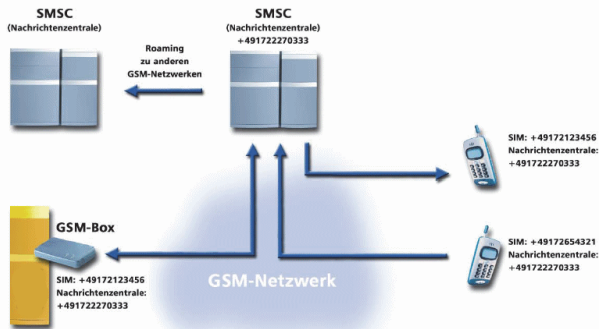 SMSC
(Nachrichtenzentrale)
SMSC
(Nachrichtenzentrale)
+491722270333
Roaming
zu anderen
GSM-Netzwerken
SIM: +49172123456
Nachrichtenzentrale:
+491722270333
GSM-Box
SIM: +49172123456
Nachrichtenzentrale:
+491722270333
GSM-Netzwerk
SIM: +49172654321
Nachrichtenzentrale:
+491722270333